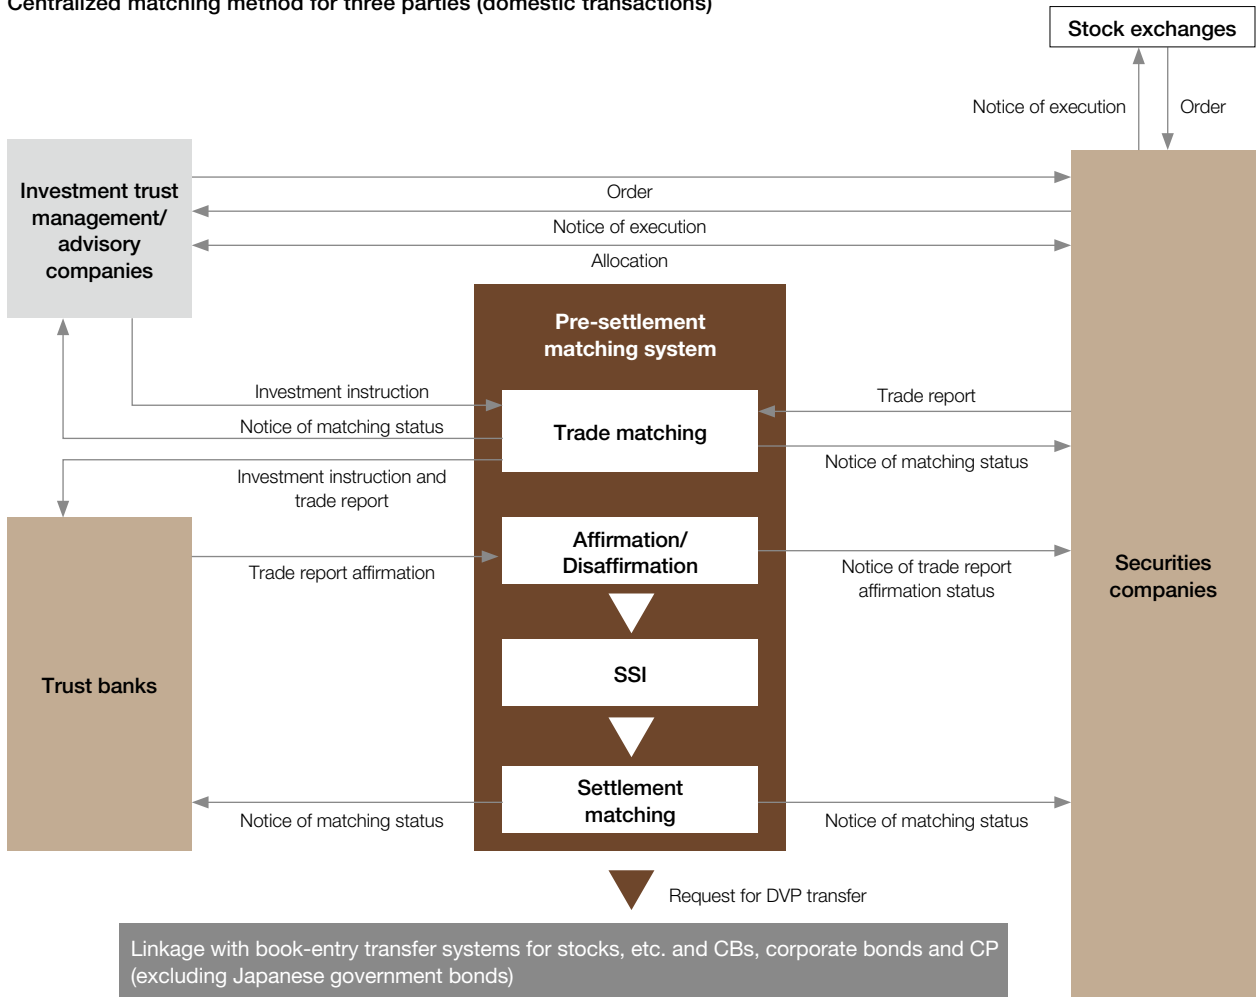 Centralized matching method for three parties (domestic transactions)
Stock exchanges
Notice of execution
Order
Investment trust
management/
advisory
companies
Order
Notice of execution
Allocation
Pre-settlement
matching system
Investment instruction
Notice of matching status
Trade matching
Trade report
Notice of matching status
Investment instruction and
trade report
Trust banks
Trade report affirmation
Affirmation/
Disaffirmation
Notice of trade report
affirmation status
Securities
companies
SSI
Settlement
matching
Notice of matching status
Notice of matching status
Request for DVP transfer
Linkage with book-entry transfer systems for stocks, etc. and CBs, corporate bonds and CP
(excluding Japanese government bonds)